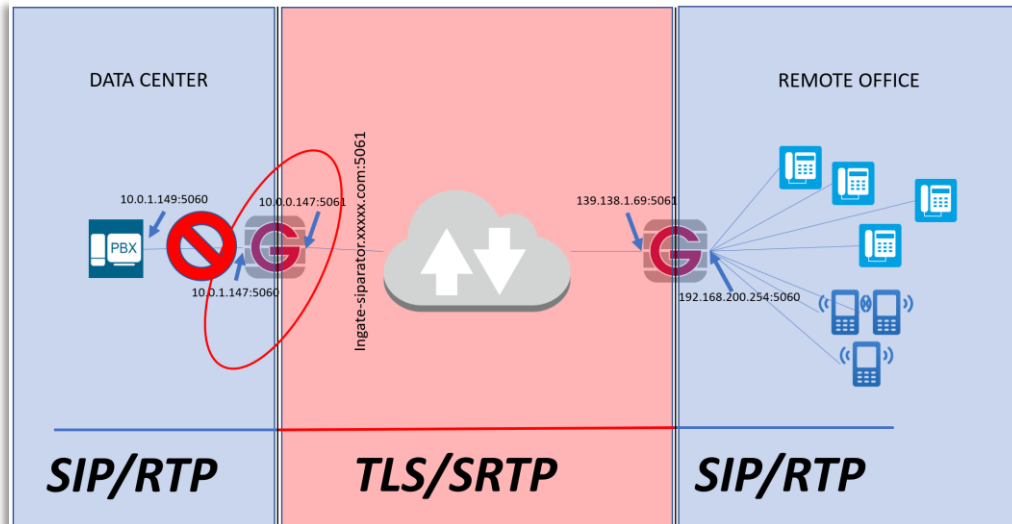 DATA CENTER
REMOTE OFFICE
10.0.1.149:5060
10.0.0.147:5061
Ingate-siparator.xxxxx.com:5061
139.138.1.69:5061
PBX
G
G
10.0.1.147:5060
192.168.200.254:5060
SIP/RTP
TLS/SRTP
SIP/RTP